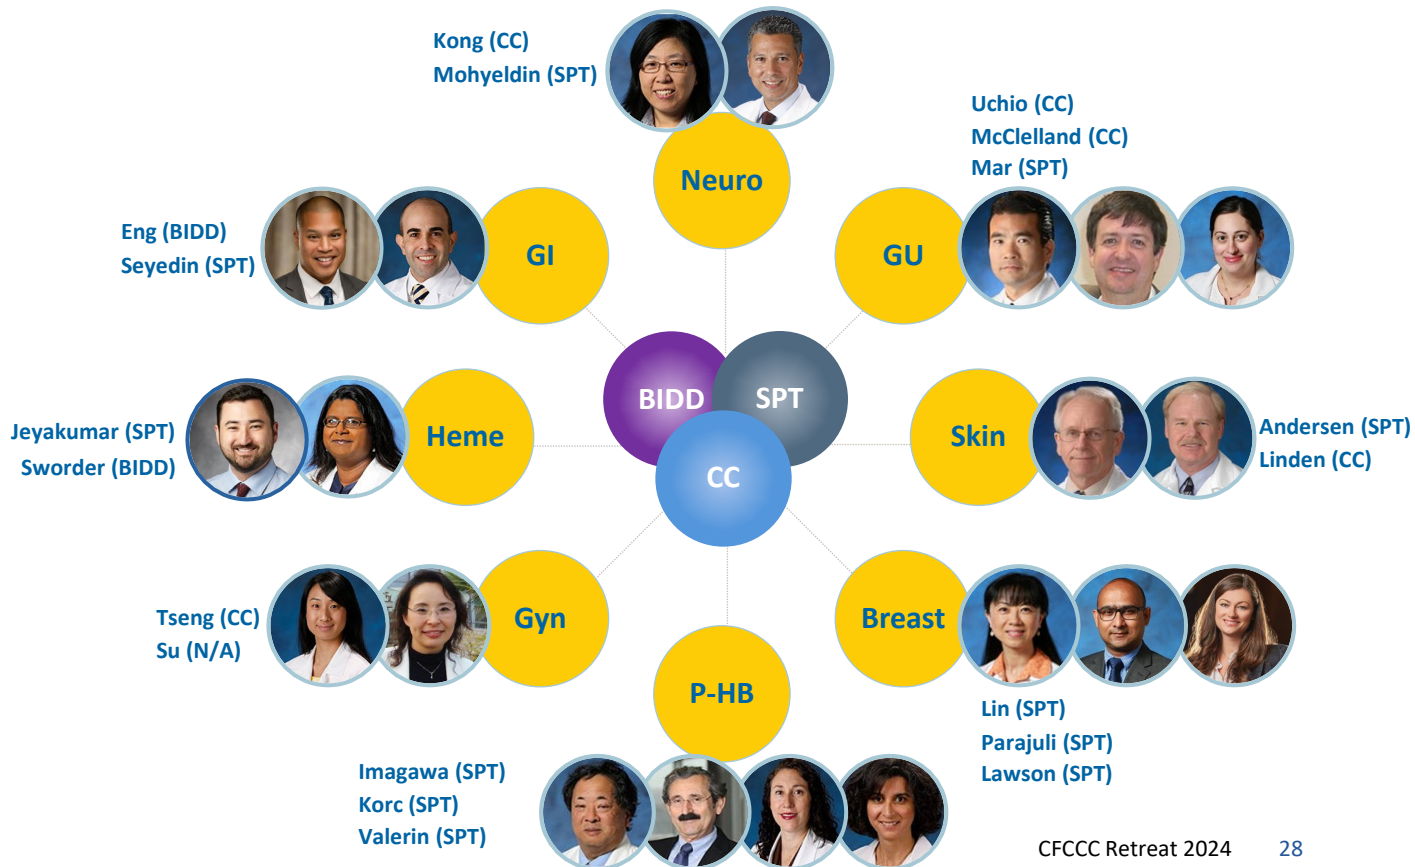 Kong (CC)
Mohyeldin (SPT)
Neuro
Uchio (CC)
McClelland (CC)
Mar (SPT)
GU
Eng (BIDD)
Seyedin (SPT)
GI
BIDD
SPT
CC
Jeyakumar (SPT)
Sworder (BIDD)
Heme
Skin
Andersen (SPT)
Linden (CC)
Tseng (CC)
Su (N/A)
Gyn
Breast
Lin (SPT)
Parajuli (SPT)
Lawson (SPT)
P-HB
Imagawa (SPT)
Korc (SPT)
Valerin (SPT)
CFCCC Retreat 2024 28